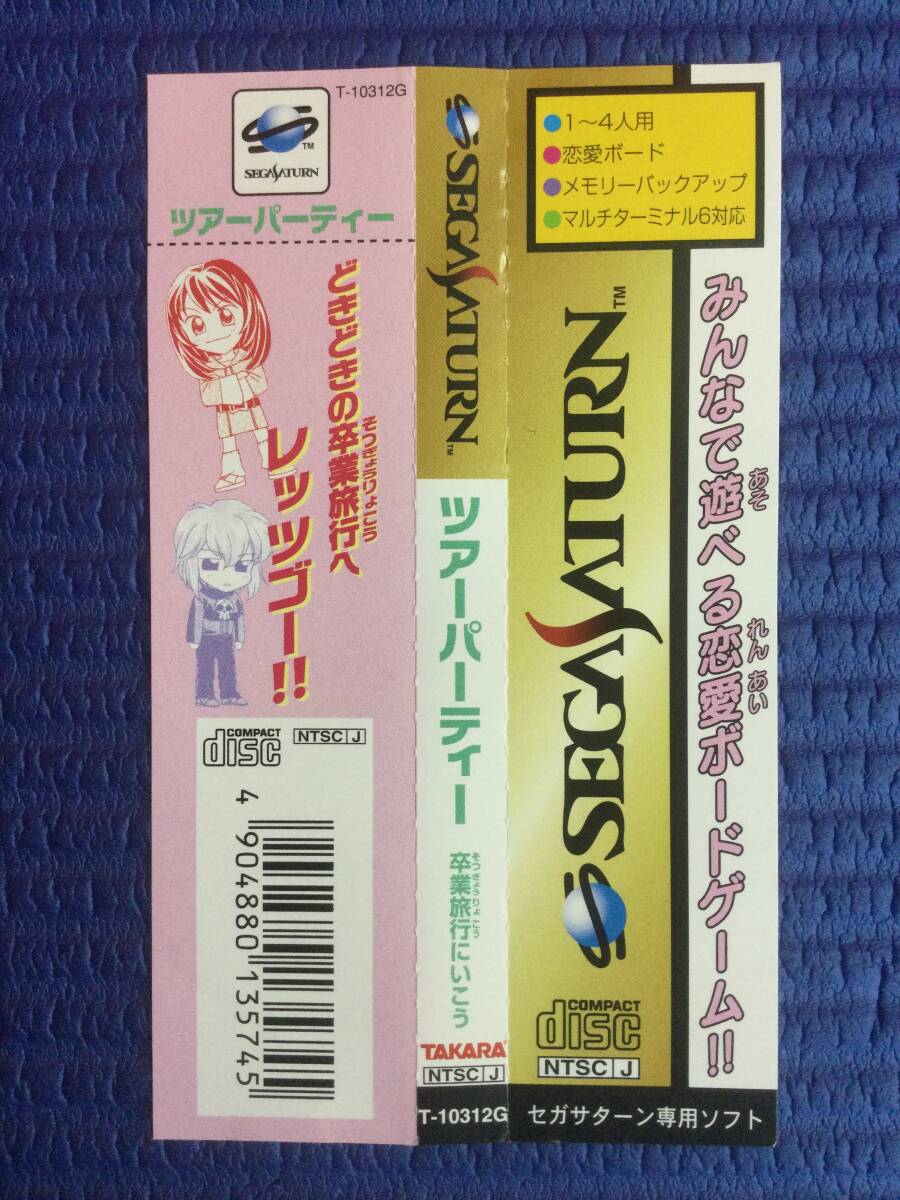 T-10312G
SEGA SATURN
TM
ツアーパーティー
どきどきの卒業旅行へ
そつぎょうりょこう
レッツゴー!!
COMPACT
disc
NTSC J
4 904880 135745
SEGA SATURN
TM
ツアーパーティー
卒業旅行にいこう
そつぎょうりょこう
TAKARA
NTSC J
T-10312G
●1〜4人用
●恋愛ボード
●メモリーバックアップ
●マルチターミナル6対応
SEGA SATURN
TM
COMPACT
disc
NTSC J
みんなで遊べる恋愛ボードゲーム!!
あそ
れんあい
セガサターン専用ソフト